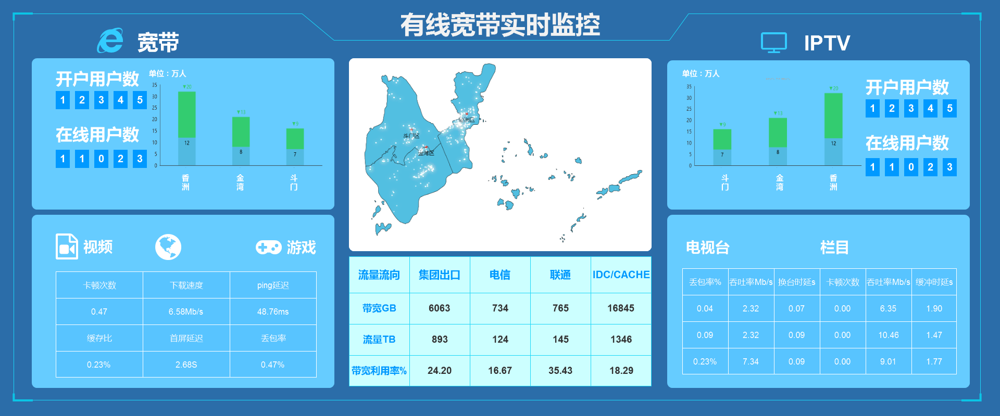 有线宽带实时监控
宽带
开户用户数
1 2 3 4 5
在线用户数
1 1 0 2 3
单位：万人
35
30
25
20
15
10
5
0
▼20
12
▼13
8
▼9
7
香洲
金湾
斗门
视频
游戏
卡顿次数 下载速度 ping延迟
0.47 6.58Mb/s 48.76ms
缓存比 首屏延迟 丢包率
0.23% 2.68S 0.47%
洲区
斗门区
金湾区
流量流向 集团出口 电信 联通 IDC/CACHE
带宽GB 6063 734 765 16845
流量TB 893 124 145 1346
带宽利用率% 24.20 16.67 35.43 18.29
IPTV
单位：万人
35
30
25
20
15
10
5
0
▼9
7
▼13
8
▼20
12
斗门
金湾
香洲
开户用户数
1 2 3 4 5
在线用户数
1 1 0 2 3
电视台 栏目
丢包率% 吞吐率Mb/s 换台时延s 卡顿次数 吞吐率Mb/s 缓冲时延s
0.04 2.32 0.07 0.00 6.35 1.90
0.09 2.32 0.09 0.00 10.46 1.47
0.23% 7.34 0.09 0.00 9.01 1.77